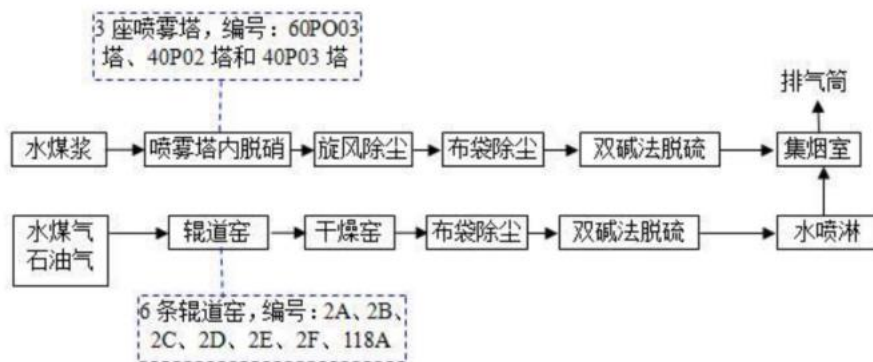 3 座喷雾塔，编号：60PO03
塔、40P02 塔和 40P03 塔
排气筒
水煤浆
喷雾塔内脱硝
旋风除尘
布袋除尘
双碱法脱硫
集烟室
水煤气
石油气
辊道窑
干燥窑
布袋除尘
双碱法脱硫
水喷淋
6 条辊道窑，编号：2A、2B、
2C、2D、2E、2F、118A